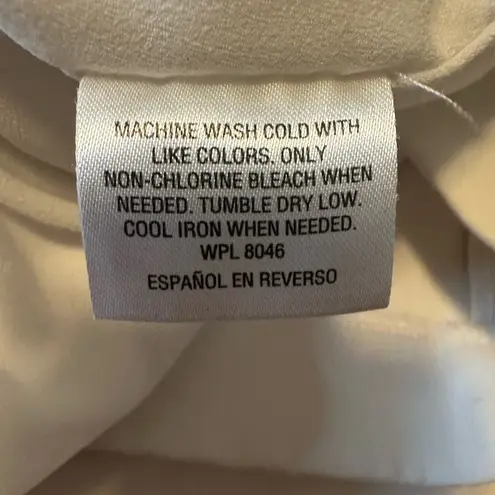 MACHINE WASH COLD WITH
LIKE COLORS. ONLY
NON-CHLORINE BLEACH WHEN
NEEDED. TUMBLE DRY LOW.
COOL IRON WHEN NEEDED.
WPL 8046
ESPAÑOL EN REVERSO